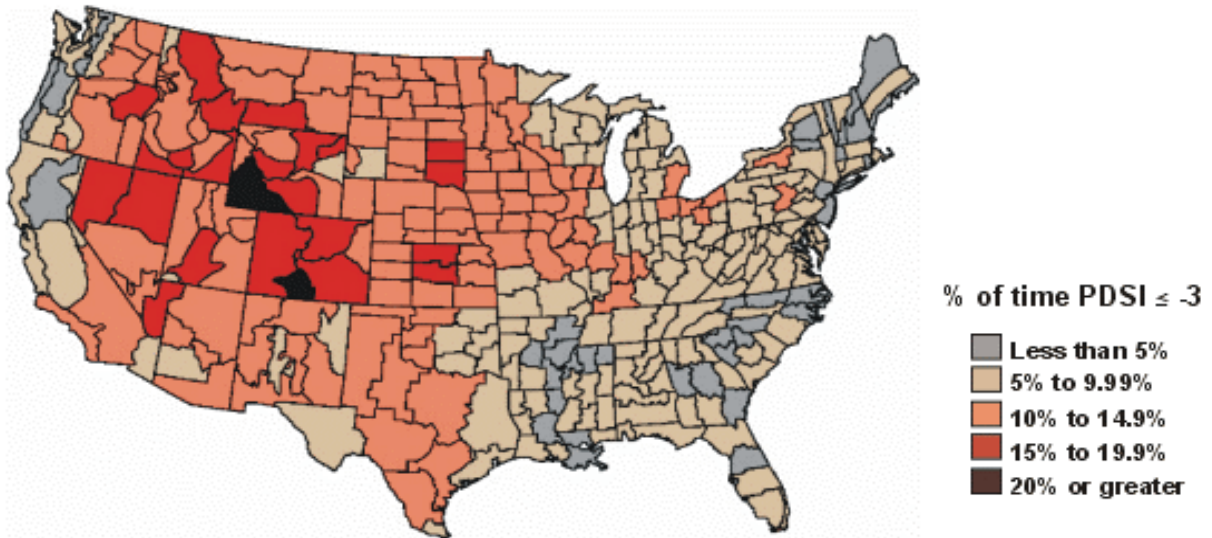 % of time PDSI ≤ -3
Less than 5%
5% to 9.99%
10% to 14.9%
15% to 19.9%
20% or greater